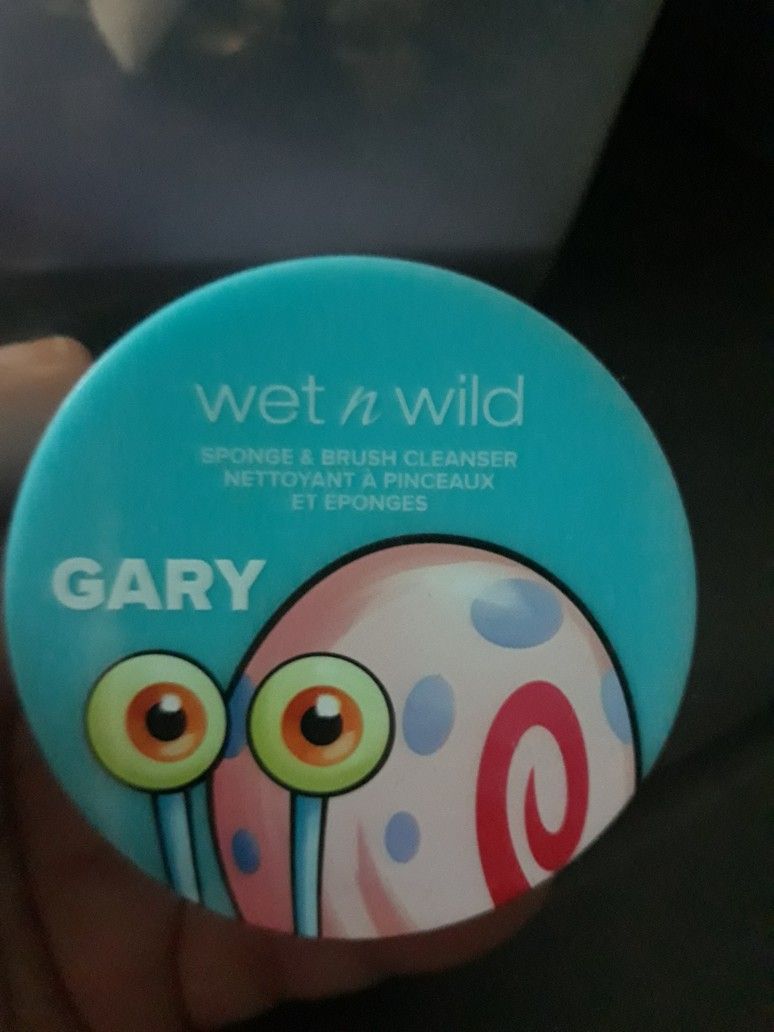 wet n wild
SPONGE & BRUSH CLEANSER
NETTOYANT À PINCEAUX
ET EPONGES
GARY